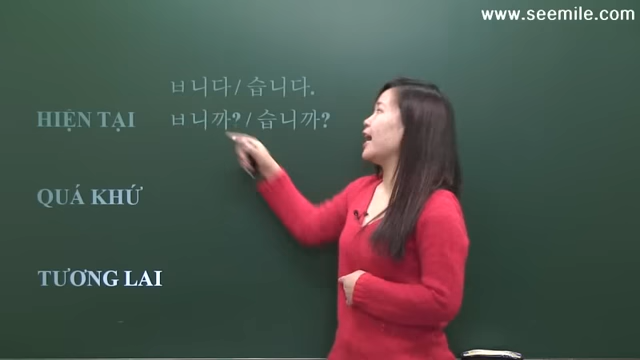 www.seemile.com
ㅂ니다 / 습니다.
HIỆN TẠI ㅂ니까? / 습니까?
QUÁ KHỨ
TƯƠNG LAI